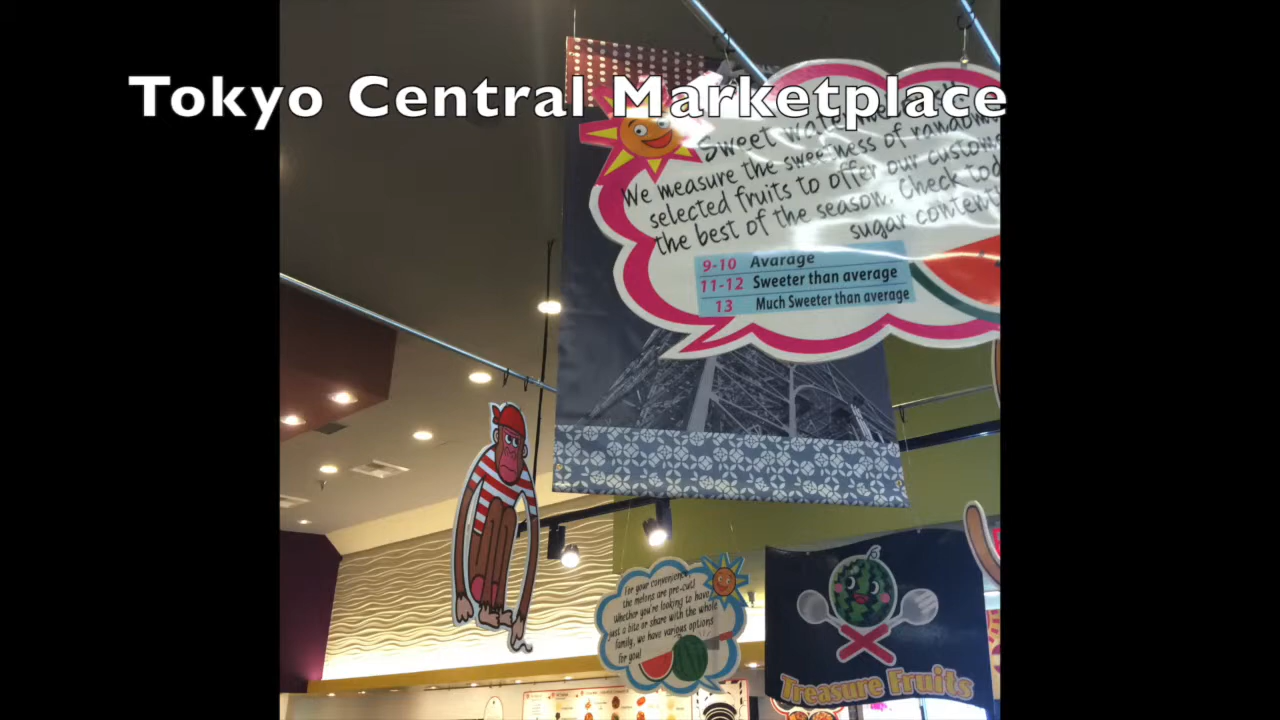 Tokyo Central Marketplace
Sweet
We measure the sweetness of
selected fruits to offer our
the best of the season. Check
sugar content
9-10 Avarage
11-12 Sweeter than average
13 Much Sweeter than average
For your convenience,
the melons are pre-cut!
Whether you're looking to have
just a bite or share with the whole
family, we have various options
for you!
Treasure Fruits